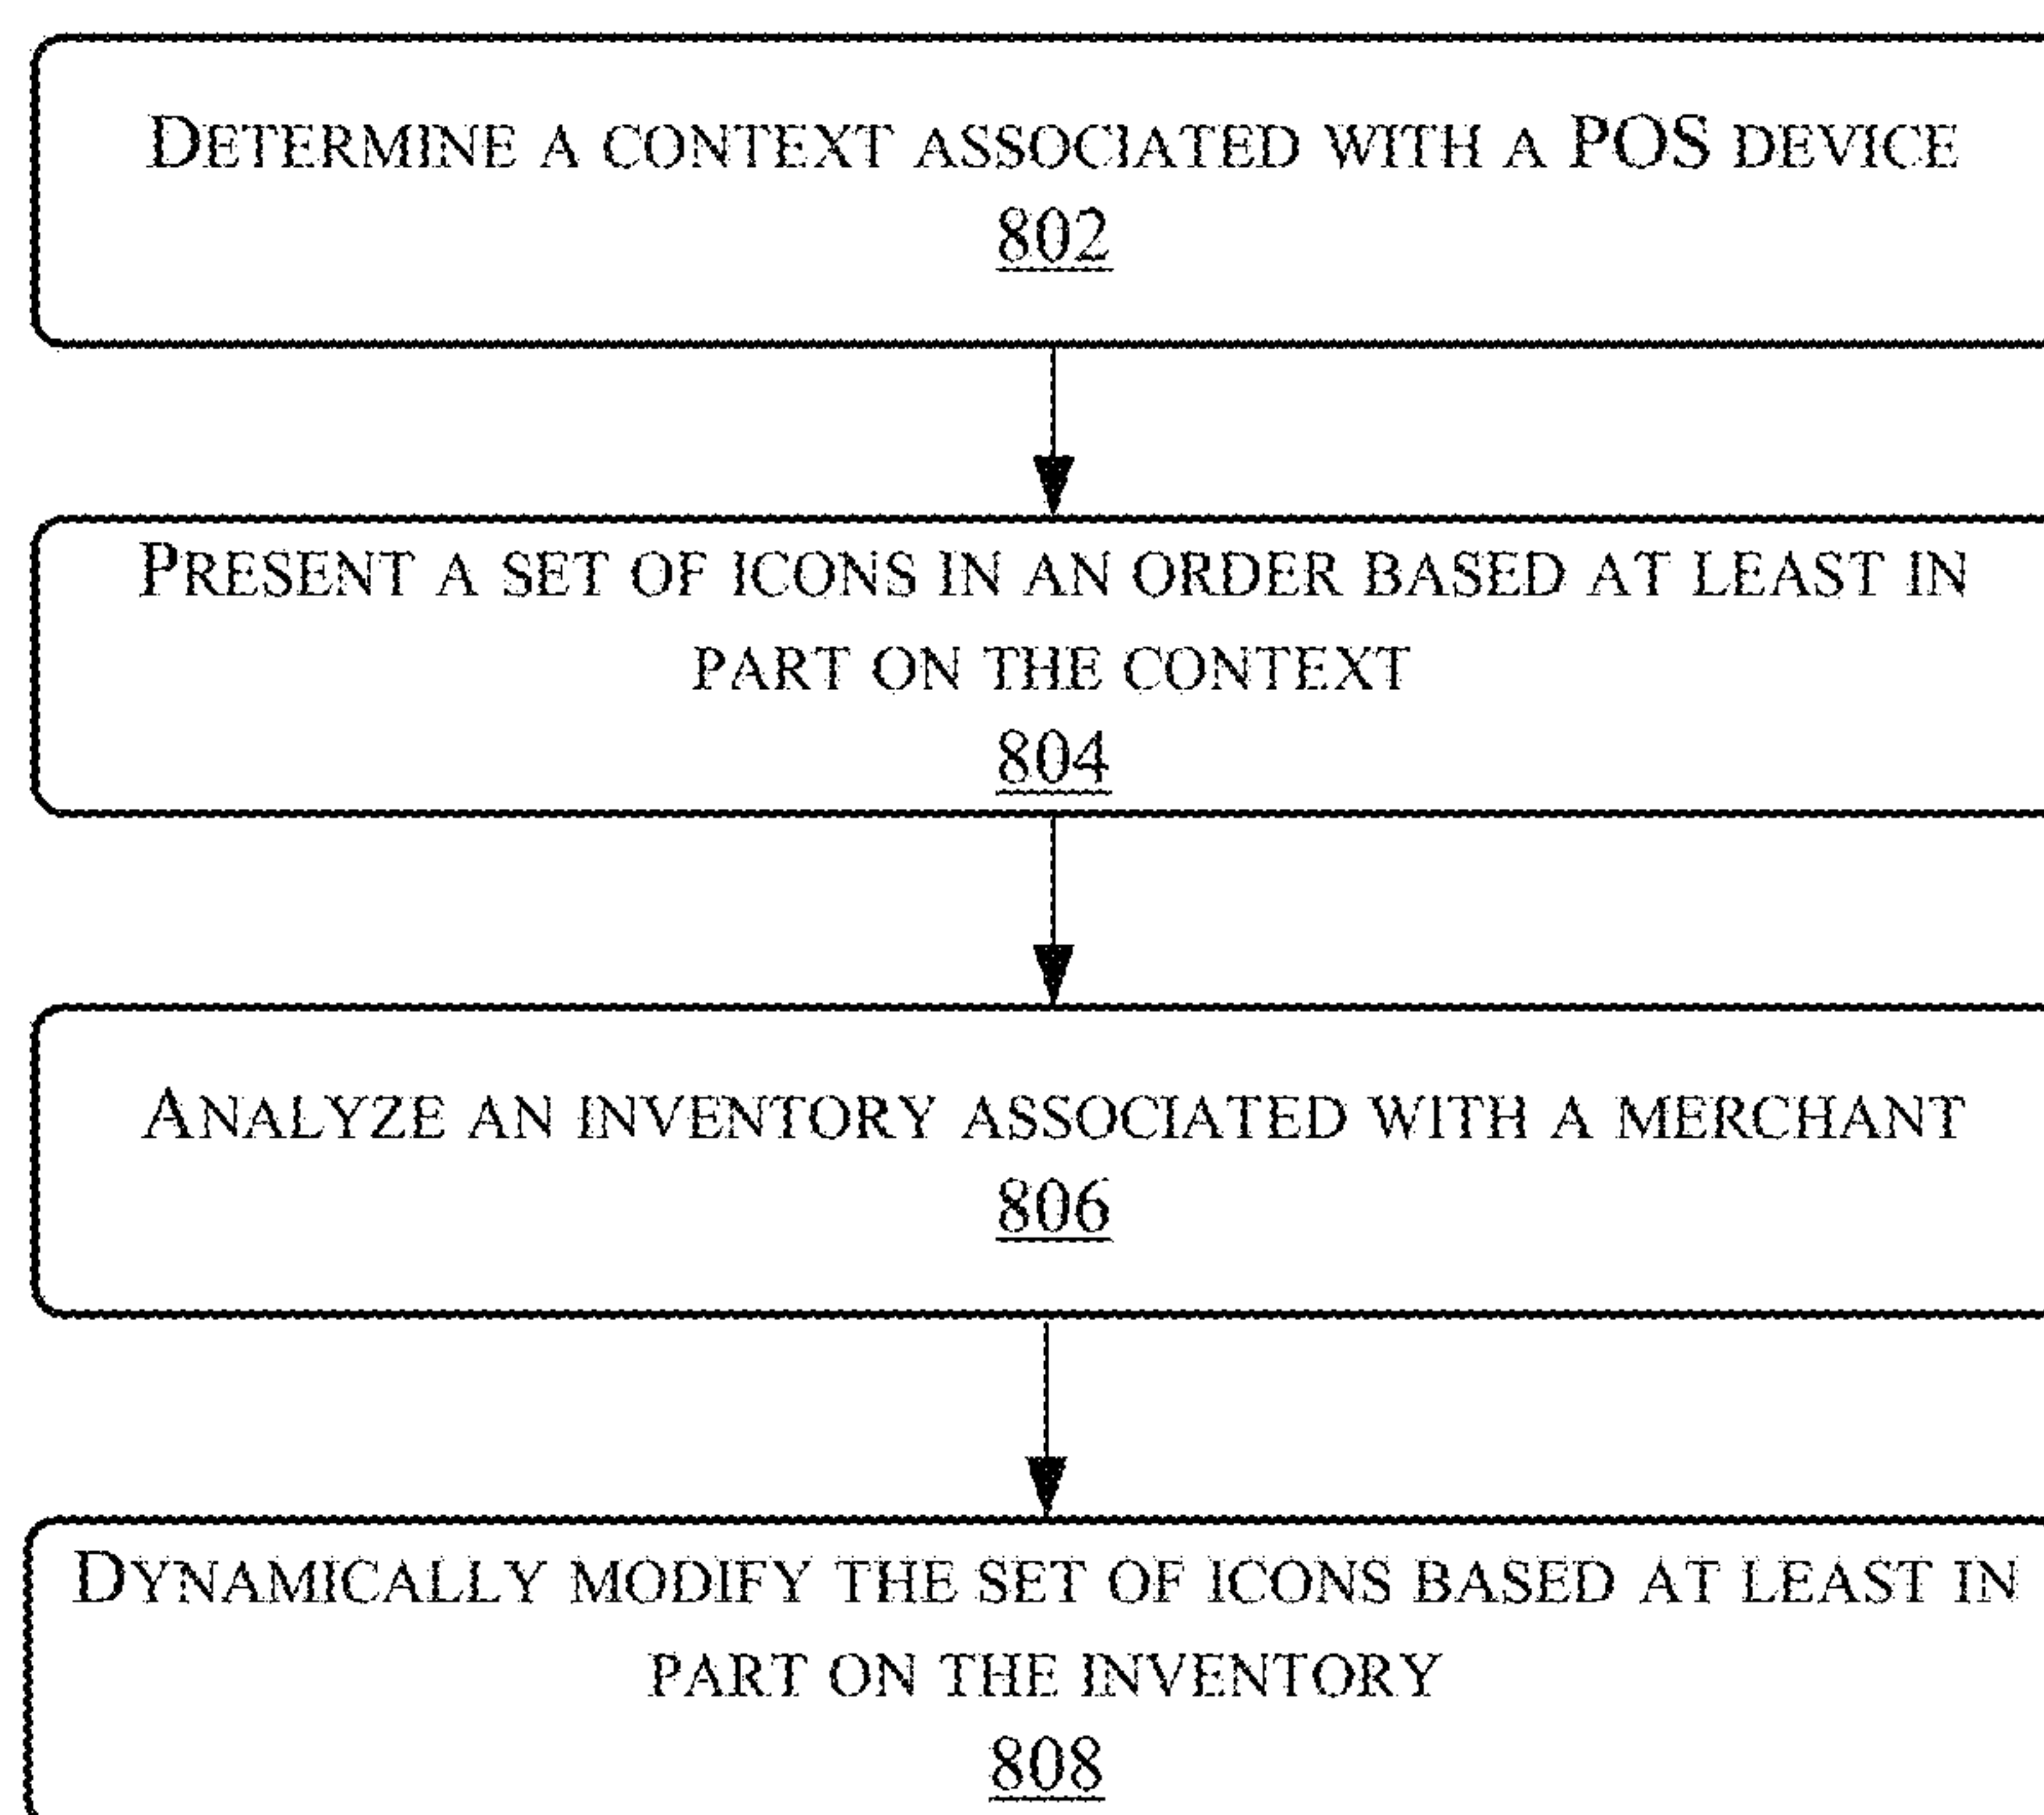 DETERMINE A CONTEXT ASSOCIATED WITH A POS DEVICE
802
PRESENT A SET OF ICONS IN AN ORDER BASED AT LEAST IN
PART ON THE CONTEXT
804
ANALYZE AN INVENTORY ASSOCIATED WITH A MERCHANT
806
DYNAMICALLY MODIFY THE SET OF ICONS BASED AT LEAST IN
PART ON THE INVENTORY
808